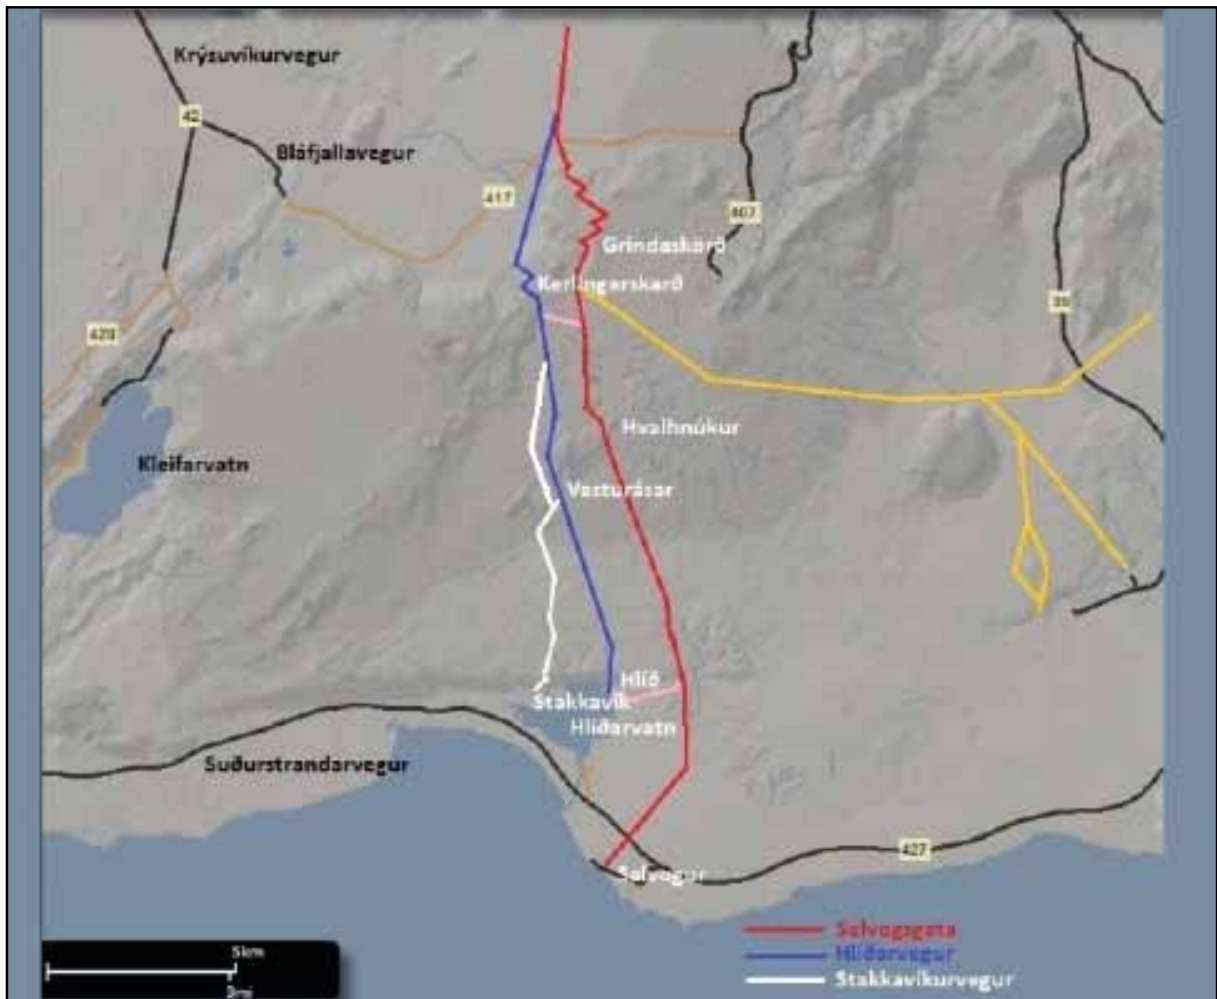 Krýsuvíkurvegur
42
Bláfjallavegur
417
407
Grindaskörð
Kerlingarskarð
39
428
Hvalhnúkur
Kleifarvatn
Vesturásar
Hlíð
Stakkavík
Hlíðarvatn
Suðurstrandarvegur
427
Selvogur
Selvogsgata
Hlíðarvegur
Stakkavíkurvegur
5km
3mi